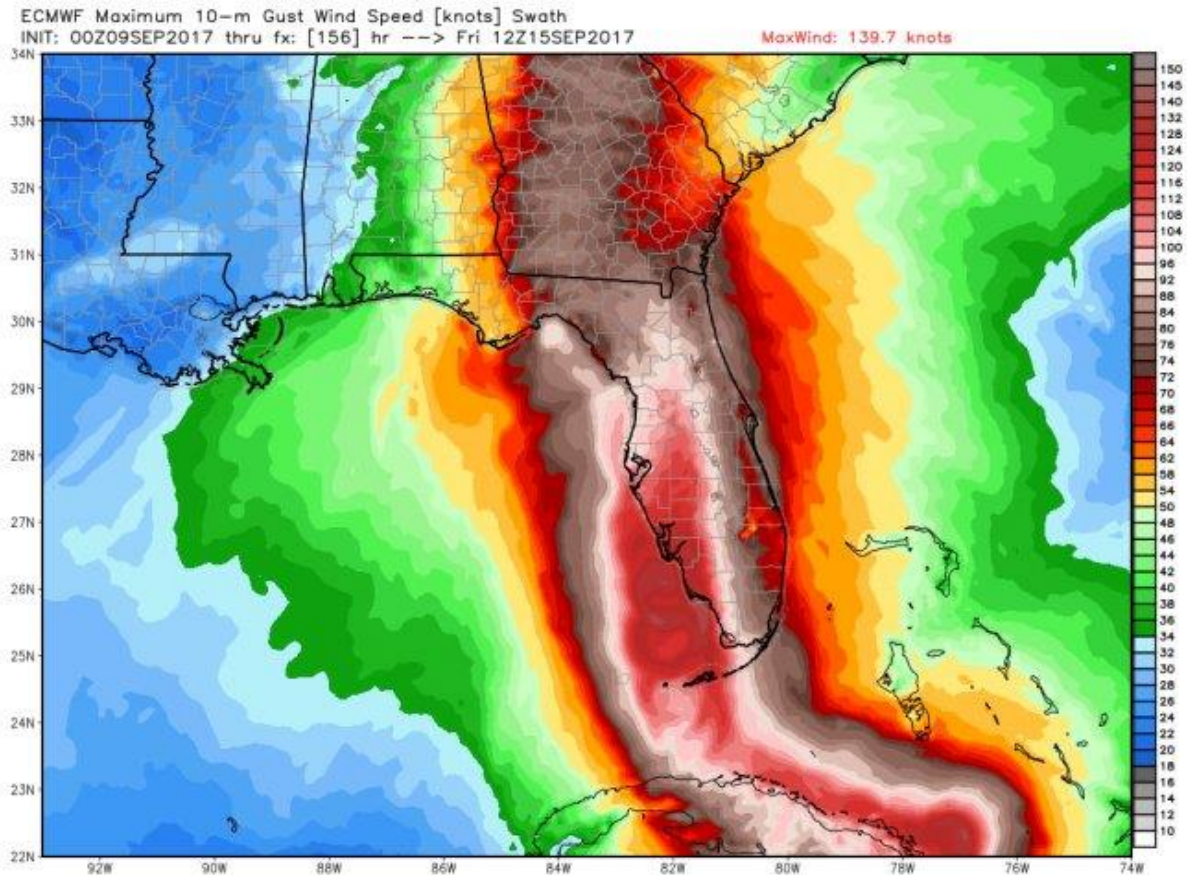 ECMWF Maximum 10-m Gust Wind Speed [knots] Swath
INIT: 00Z09SEP2017 thru fx: [156] hr --> Fri 12Z15SEP2017
MaxWind: 139.7 knots
34N
33N
32N
31N
30N
29N
28N
27N
26N
25N
24N
23N
22N
92W
90W
88W
86W
84W
82W
80W
78W
76W
74W
150
145
140
132
128
124
120
116
112
108
104
100
96
92
88
84
80
76
74
72
70
68
66
64
62
58
54
50
48
46
44
42
40
38
36
34
30
28
26
24
22
20
18
16
14
12
10